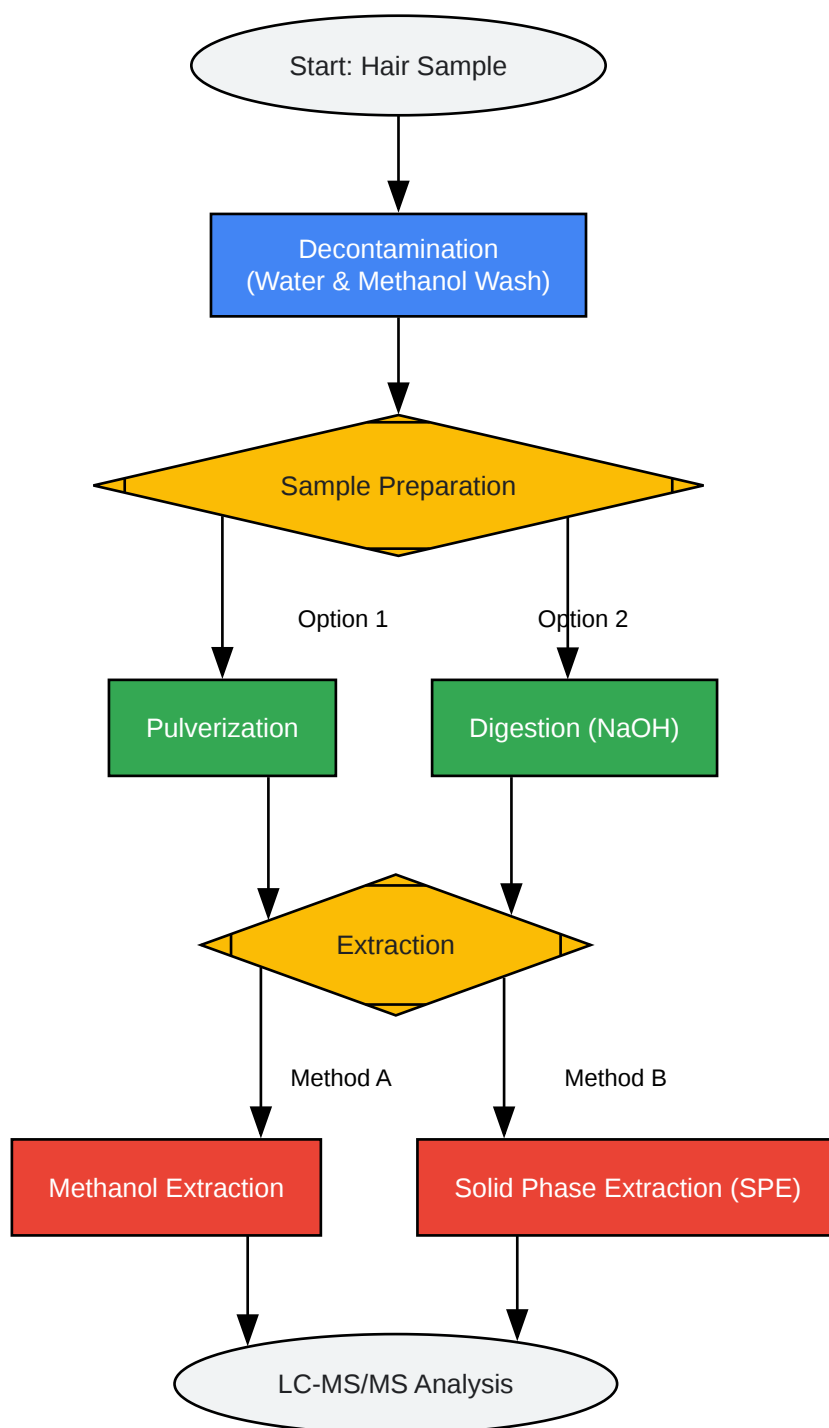 Start: Hair Sample
Decontamination
(Water & Methanol Wash)
Sample Preparation
Option 1
Option 2
Pulverization
Digestion (NaOH)
Extraction
Method A
Method B
Methanol Extraction
Solid Phase Extraction (SPE)
LC-MS/MS Analysis